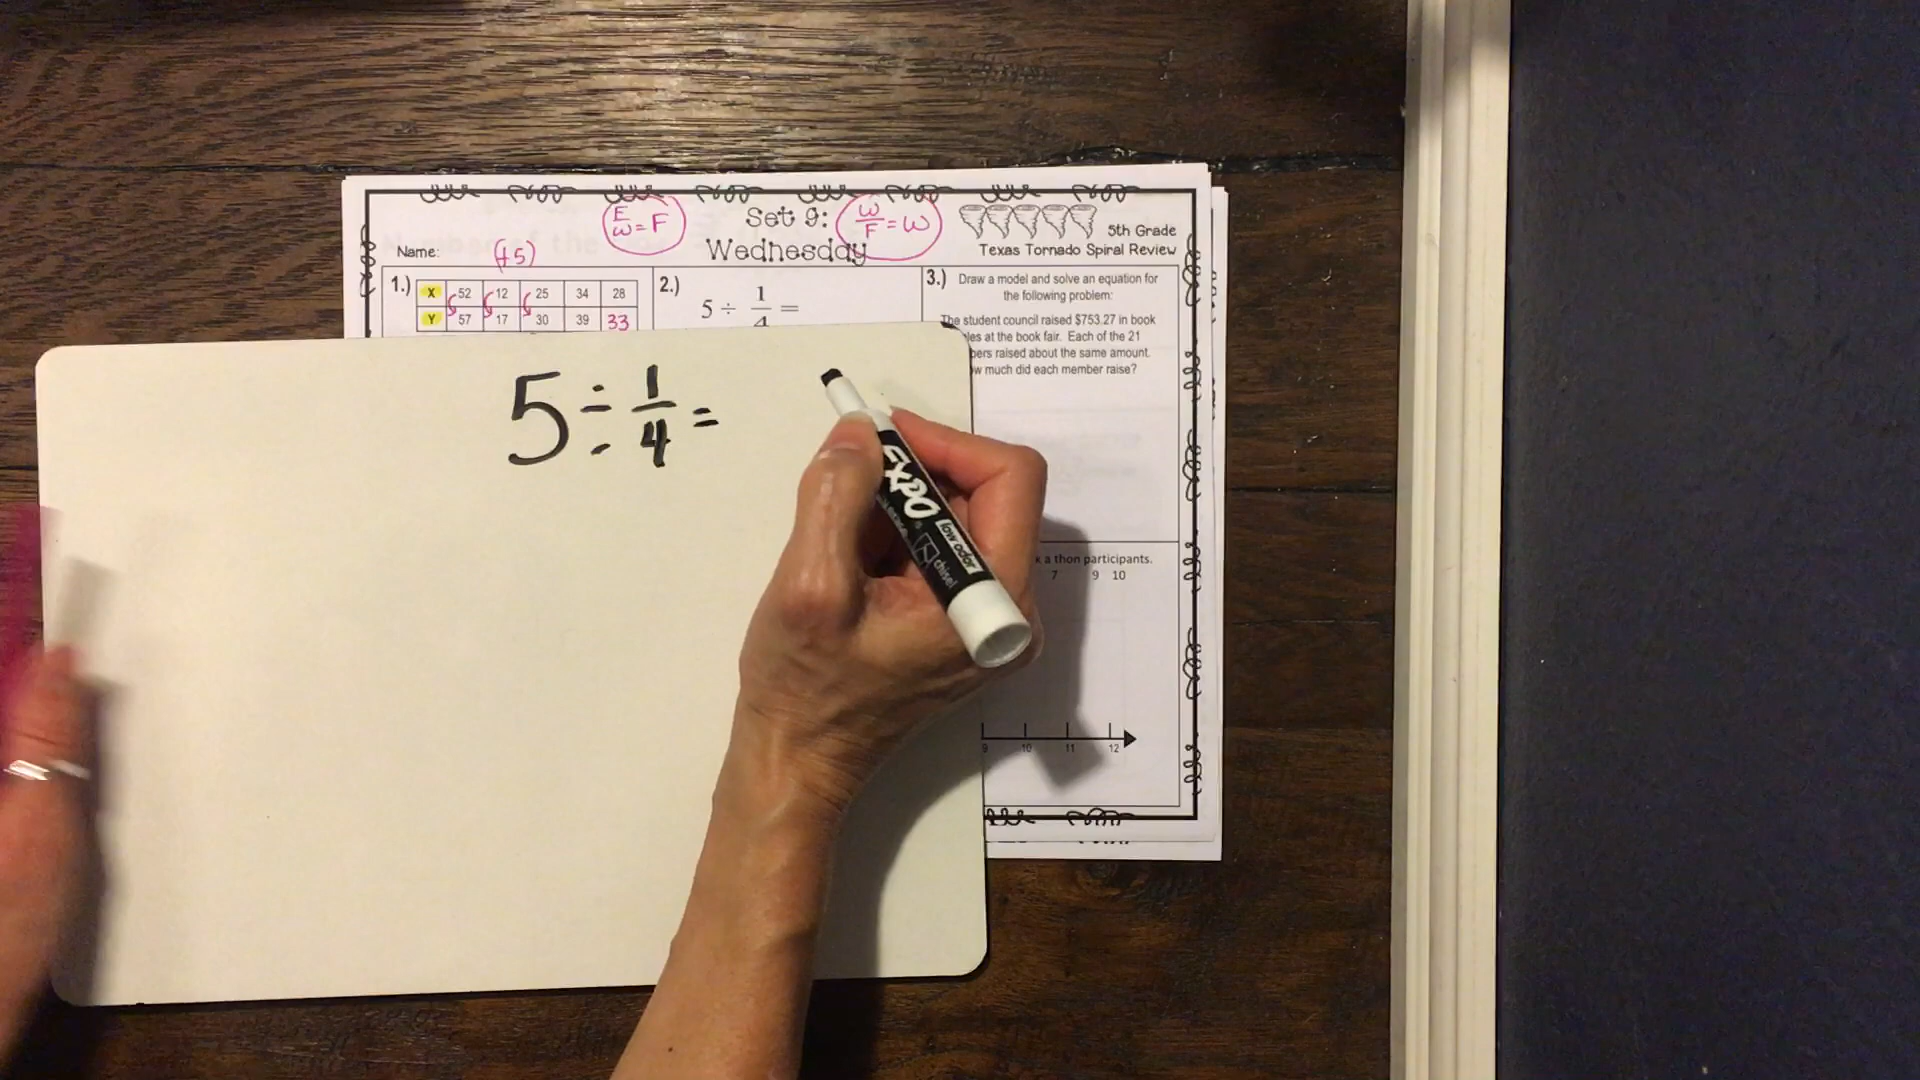 E/W = F
Set 9:
W/F = W
5th Grade
Name:
(+5)
Wednesday
Texas Tornado Spiral Review
1.)
X 52 12 25 34 28
Y 57 17 30 39 33
2.)
5 ÷ 1/4 =
3.) Draw a model and solve an equation for
the following problem:
The student council raised $753.27 in book
les at the book fair. Each of the 21
bers raised about the same amount.
ow much did each member raise?
5 ÷ 1/4 =
EXPO
low odor
chisel
k a thon participants.
7 9 10
9 10 11 12